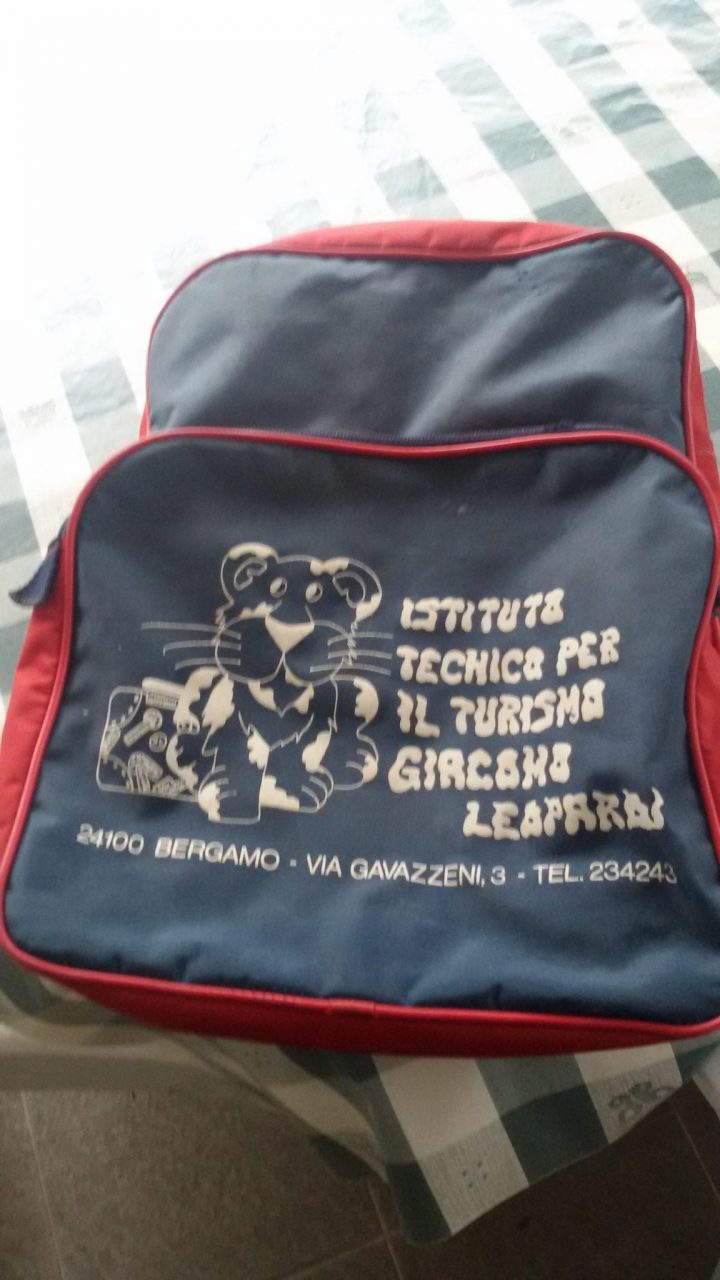 ISTITUTO
TECNICO PER
IL TURISMO
GIACOMO
LEOPARDI
24100 BERGAMO - VIA GAVAZZENI, 3 - TEL. 234243